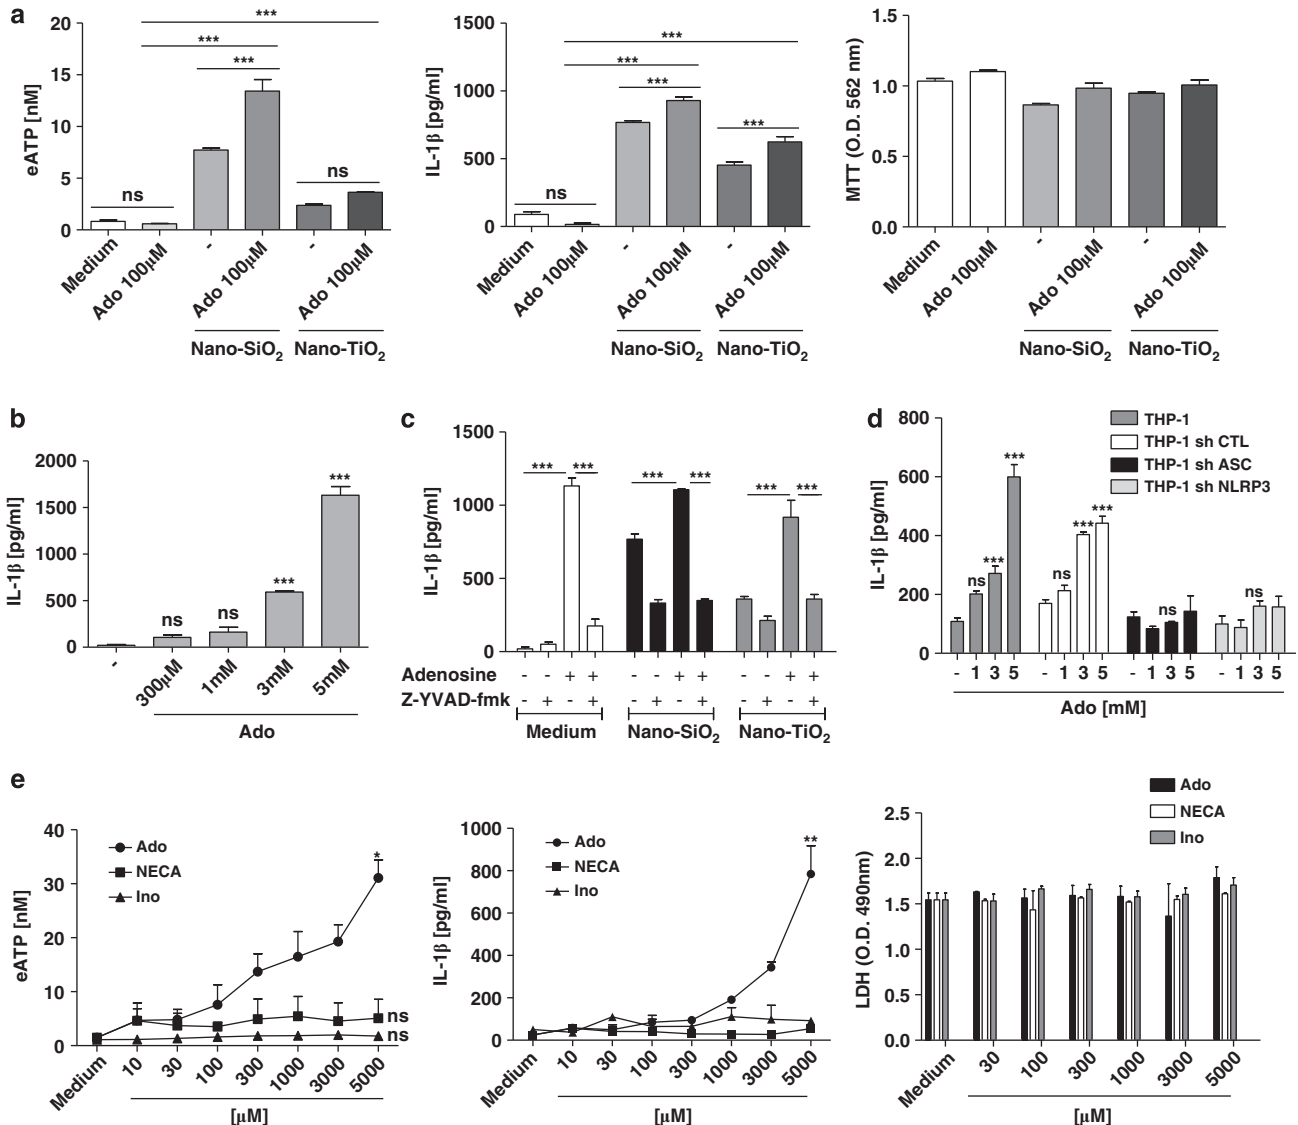 a
20
15
10
5
0
eATP [nM]
***
***
***
ns
ns
Medium
Ado 100μM
-
Ado 100μM
-
Ado 100μM
Nano-SiO2
Nano-TiO2
1500
1000
500
0
IL-1β [pg/ml]
***
***
***
***
ns
Medium
Ado 100μM
-
Ado 100μM
-
Ado 100μM
Nano-SiO2
Nano-TiO2
1.5
1.0
0.5
0.0
MTT (O.D. 562 nm)
Medium
Ado 100μM
-
Ado 100μM
-
Ado 100μM
Nano-SiO2
Nano-TiO2
b
2000
1500
1000
500
0
IL-1β [pg/ml]
ns
ns
***
***
-
300μM
1mM
3mM
5mM
Ado
c
1500
1000
500
0
IL-1β [pg/ml]
*** ***
*** ***
*** ***
Adenosine - - + + - - + + - - + +
Z-YVAD-fmk - + - + - + - + - + - +
Medium
Nano-SiO2
Nano-TiO2
d
800
600
400
200
0
IL-1β [pg/ml]
THP-1
THP-1 sh CTL
THP-1 sh ASC
THP-1 sh NLRP3
ns
***
***
ns
***
***
ns
ns
- 1 3 5 - 1 3 5 - 1 3 5 - 1 3 5
Ado [mM]
e
40
30
20
10
0
eATP [nM]
Ado
NECA
Ino
*
ns
ns
Medium
10
30
100
300
1000
3000
5000
[μM]
1000
800
600
400
200
0
IL-1β [pg/ml]
Ado
NECA
Ino
**
Medium
10
30
100
300
1000
3000
5000
[μM]
Ado
NECA
Ino
2.5
2.0
1.5
1.0
0.5
0.0
LDH (O.D. 490nm)
Medium
30
100
300
1000
3000
5000
[μM]